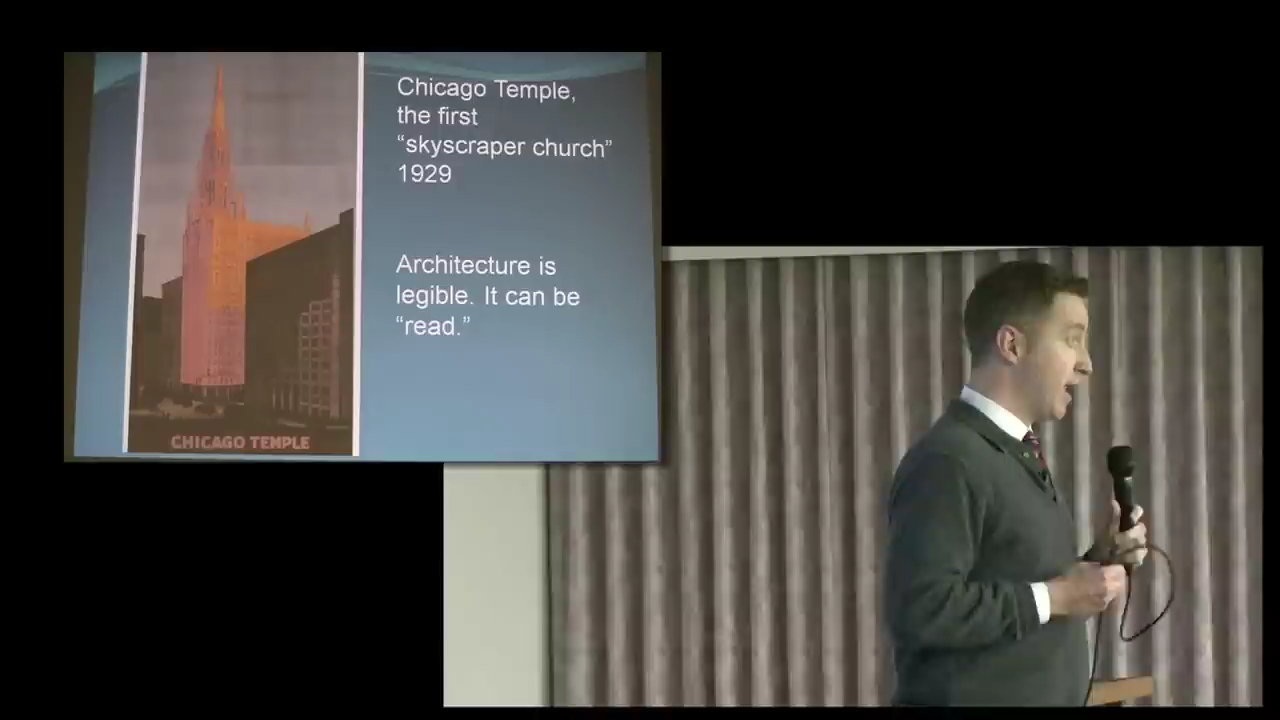 Chicago Temple,
the first
“skyscraper church”
1929
Architecture is
legible. It can be
“read.”
CHICAGO TEMPLE